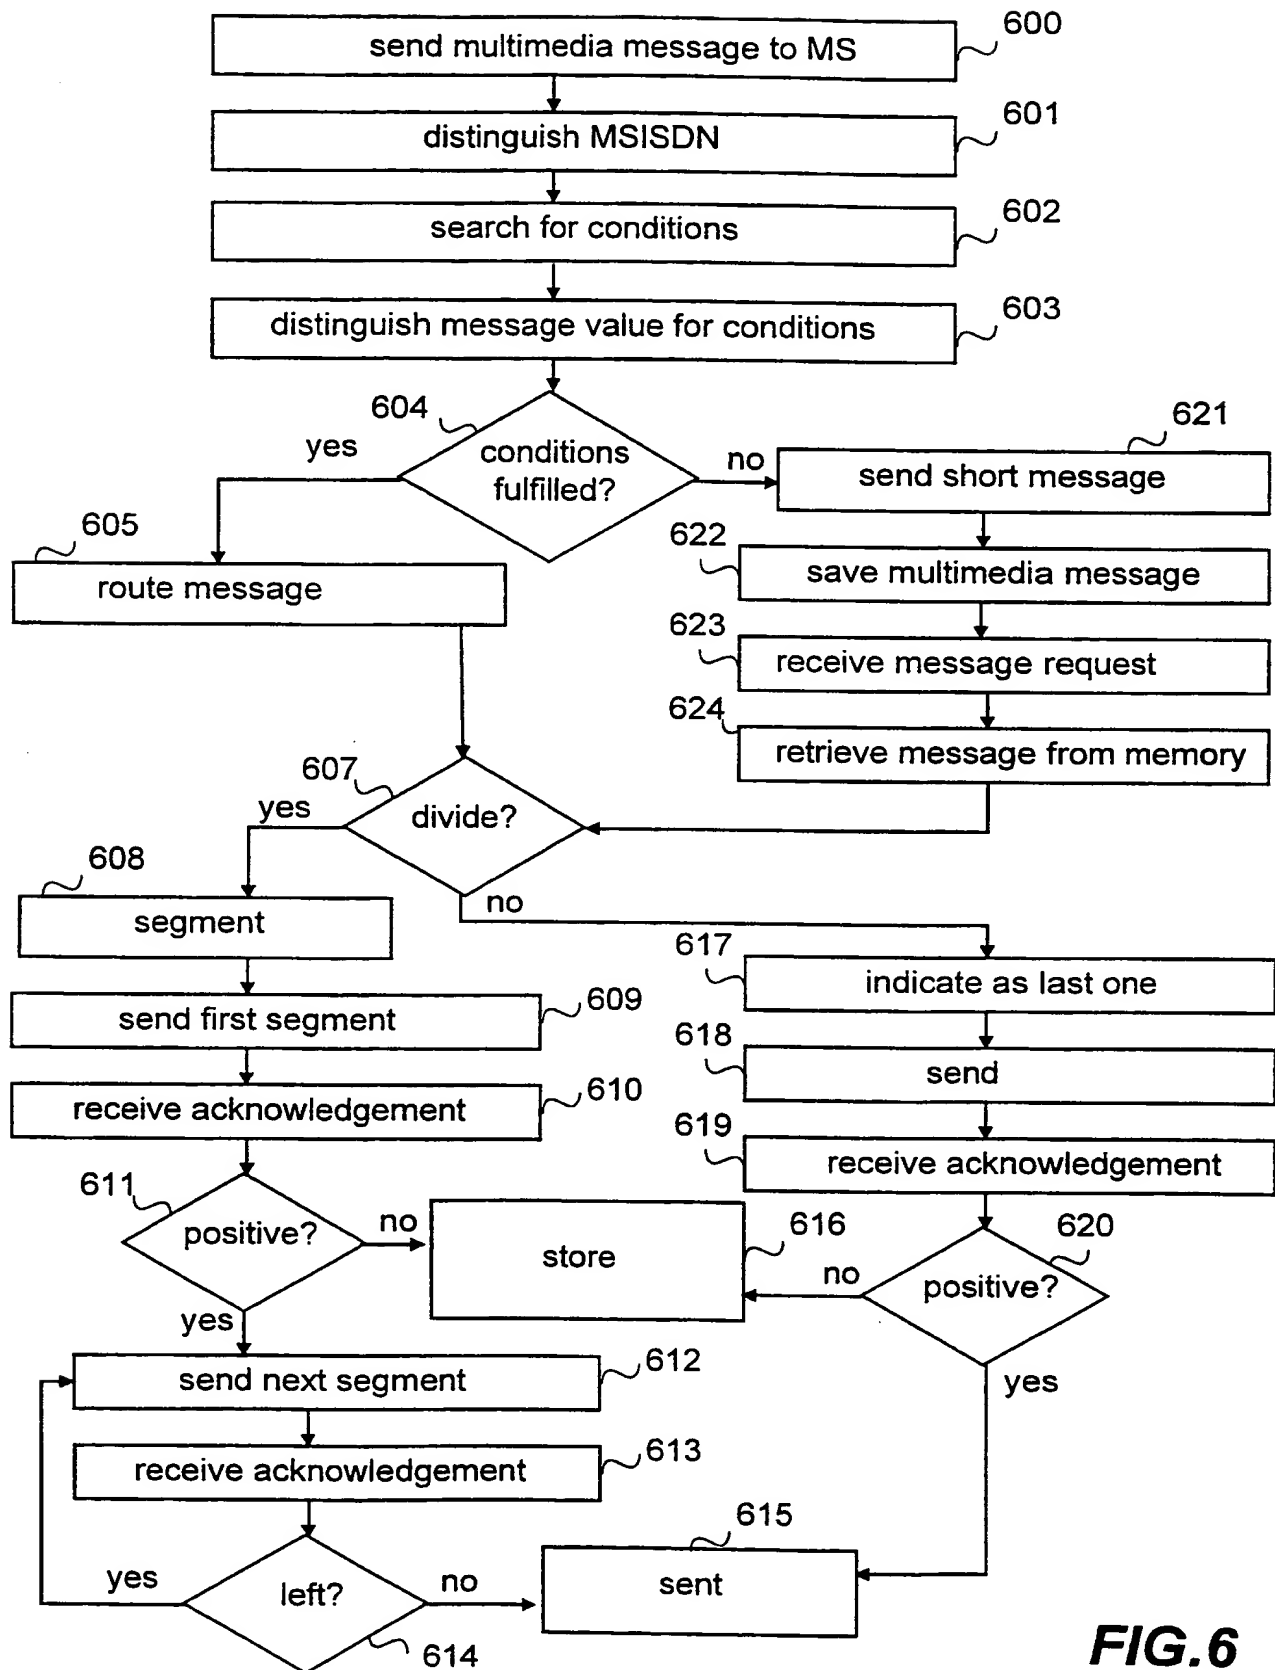 send multimedia message to MS
600
distinguish MSISDN
601
search for conditions
602
distinguish message value for conditions
603
604
conditions
fulfilled?
yes
no
621
send short message
605
route message
622
save multimedia message
623
receive message request
624
retrieve message from memory
607
divide?
yes
no
608
segment
617
indicate as last one
609
send first segment
618
send
610
receive acknowledgement
619
receive acknowledgement
611
positive?
no
yes
616
store
620
positive?
no
yes
612
send next segment
613
receive acknowledgement
615
sent
left?
yes
no
614
FIG.6